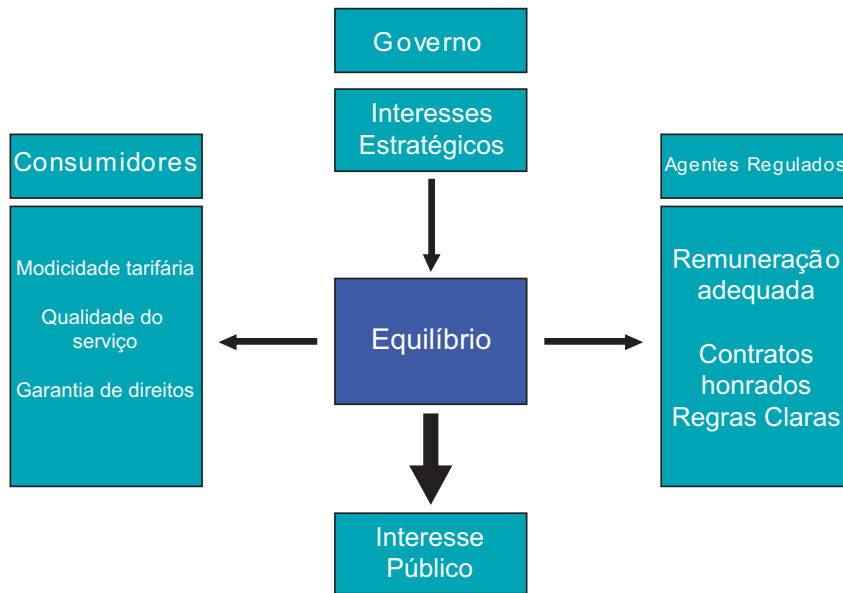 Governo
Interesses
Estratégicos
Consumidores
Modicidade tarifária
Qualidade do
serviço
Garantia de direitos
Equilíbrio
Agentes Regulados
Remuneração
adequada
Contratos
honrados
Regras Claras
Interesse
Público